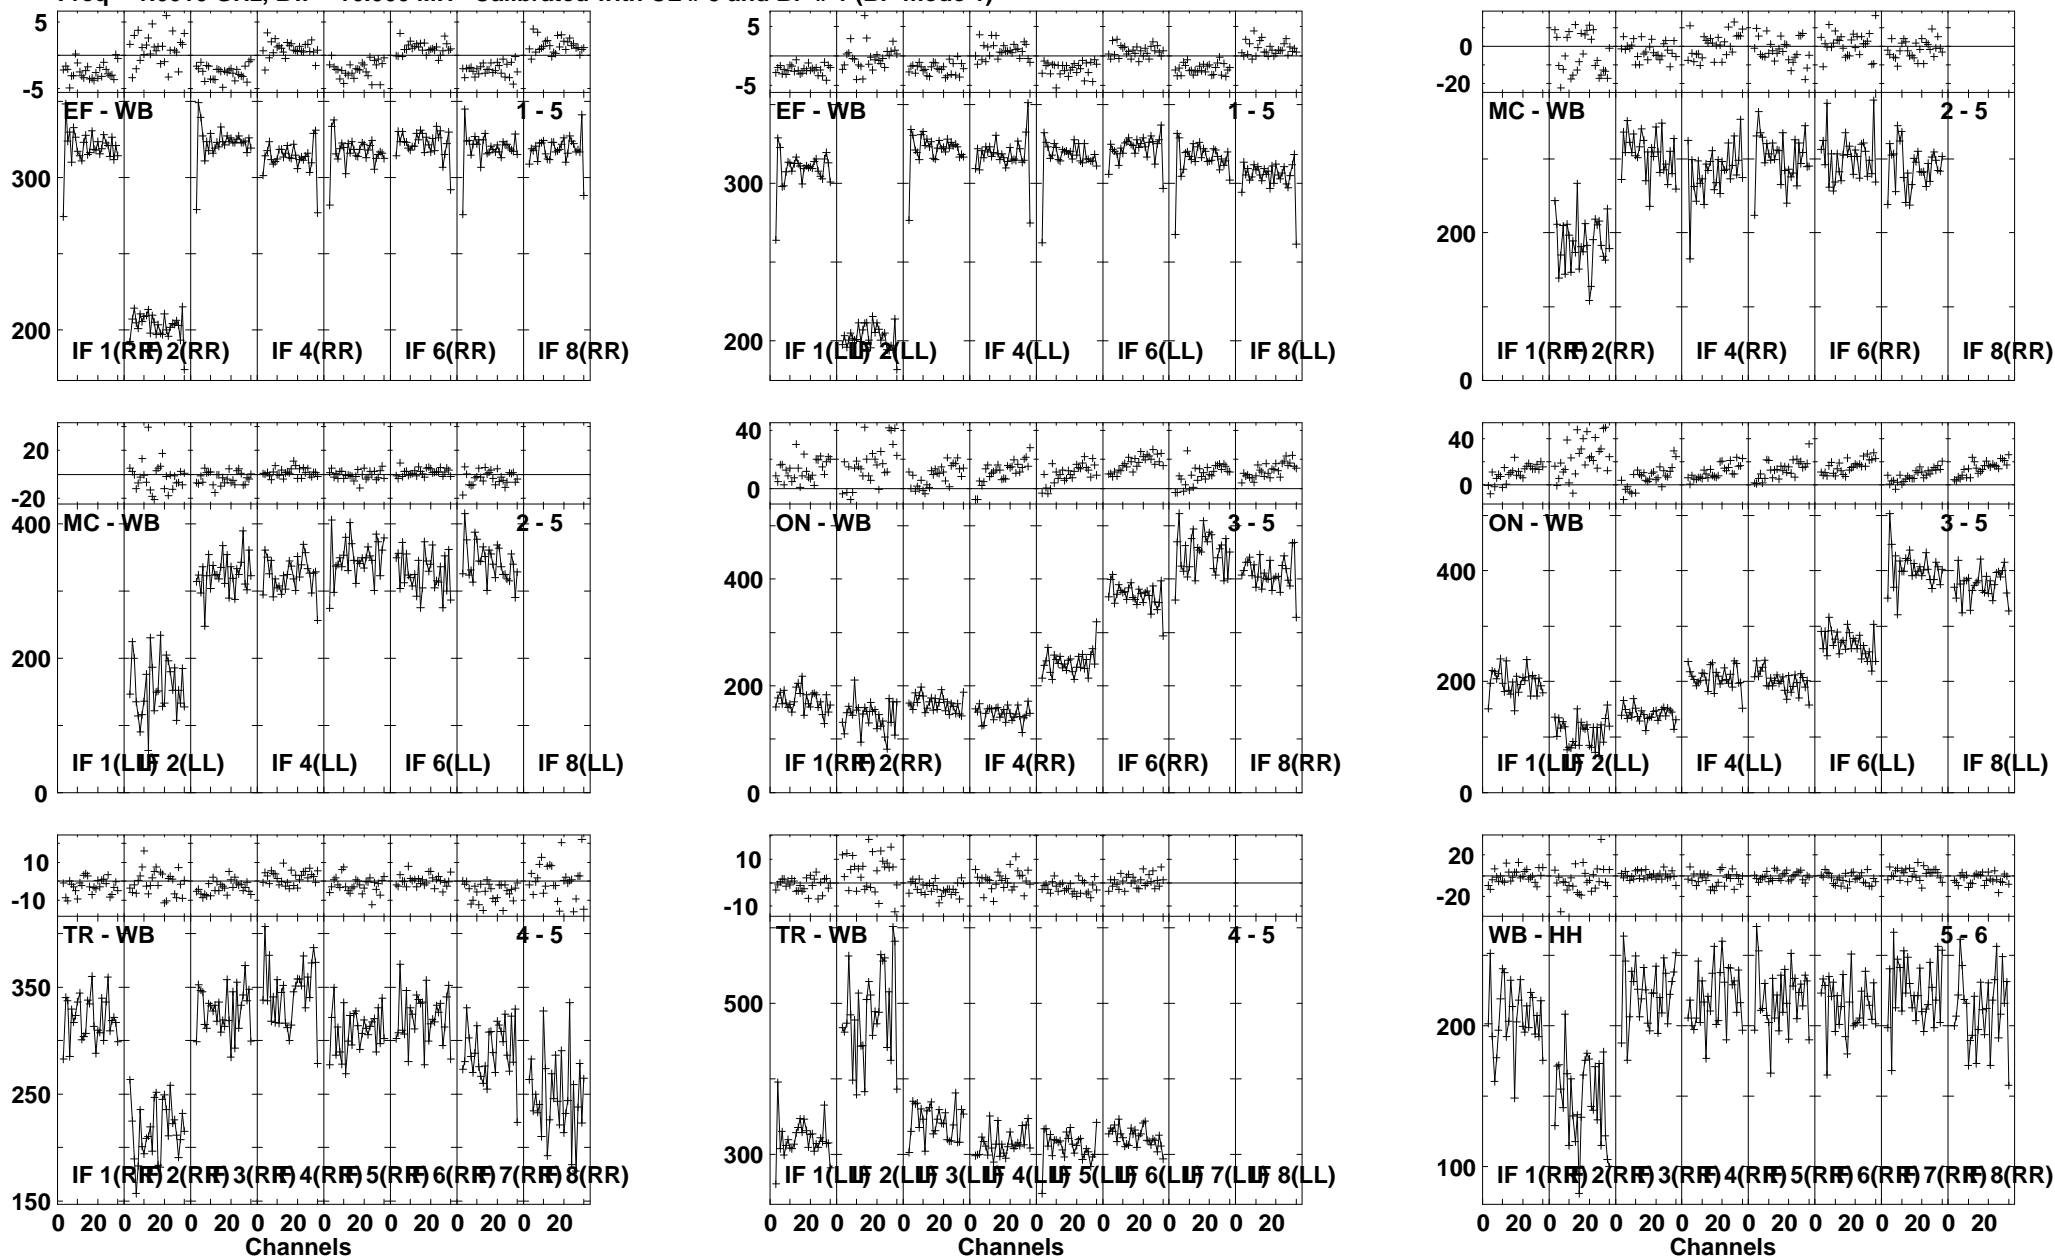 5
-5
EF - WB 1 - 5
300
200
IF 1(RR) IF 2(RR) IF 4(RR) IF 6(RR) IF 8(RR)
5
-5
EF - WB 1 - 5
300
200
IF 1(LL) IF 2(LL) IF 4(LL) IF 6(LL) IF 8(LL)
0
-20
MC - WB 2 - 5
200
0
IF 1(RR) IF 2(RR) IF 4(RR) IF 6(RR) IF 8(RR)
20
-20
MC - WB 2 - 5
400
200
0
IF 1(LL) IF 2(LL) IF 4(LL) IF 6(LL) IF 8(LL)
40
0
ON - WB 3 - 5
400
200
0
IF 1(RR) IF 2(RR) IF 4(RR) IF 6(RR) IF 8(RR)
40
0
ON - WB 3 - 5
400
200
0
IF 1(LL) IF 2(LL) IF 4(LL) IF 6(LL) IF 8(LL)
10
-10
TR - WB 4 - 5
350
250
150
IF 1(RR) IF 2(RR) IF 3(RR) IF 4(RR) IF 5(RR) IF 6(RR) IF 7(RR) IF 8(RR)
0 20 0 20 0 20 0 20 0 20 0 20 0 20 0 20
Channels
10
-10
TR - WB 4 - 5
500
300
IF 1(LL) IF 2(LL) IF 3(LL) IF 4(LL) IF 5(LL) IF 6(LL) IF 7(LL) IF 8(LL)
0 20 0 20 0 20 0 20 0 20 0 20 0 20 0 20
Channels
20
-20
WB - HH 5 - 6
200
100
IF 1(RR) IF 2(RR) IF 3(RR) IF 4(RR) IF 5(RR) IF 6(RR) IF 7(RR) IF 8(RR)
0 20 0 20 0 20 0 20 0 20 0 20 0 20 0 20
Channels